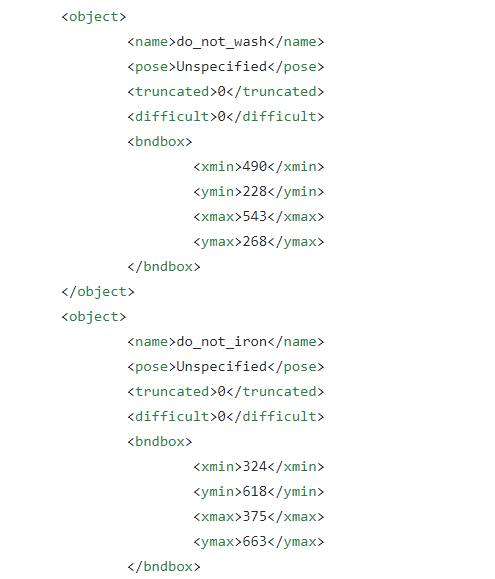 <object>
<name>do_not_wash</name>
<pose>Unspecified</pose>
<truncated>0</truncated>
<difficult>0</difficult>
<bndbox>
<xmin>490</xmin>
<ymin>228</ymin>
<xmax>543</xmax>
<ymax>268</ymax>
</bndbox>
</object>
<object>
<name>do_not_iron</name>
<pose>Unspecified</pose>
<truncated>0</truncated>
<difficult>0</difficult>
<bndbox>
<xmin>324</xmin>
<ymin>618</ymin>
<xmax>375</xmax>
<ymax>663</ymax>
</bndbox>